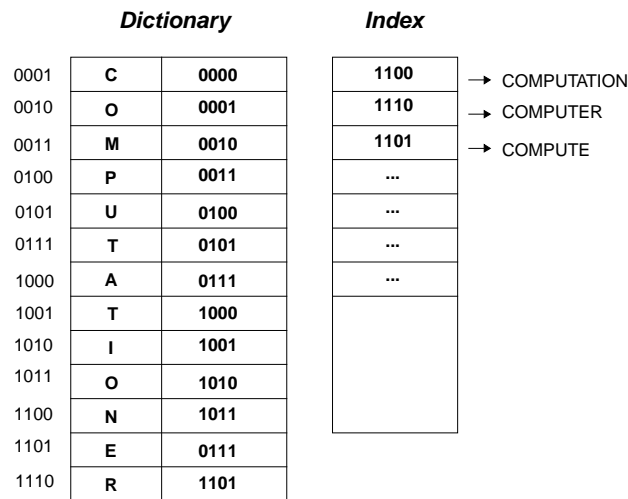 Dictionary Index
0001 C 0000 1100 → COMPUTATION
0010 O 0001 1110 → COMPUTER
0011 M 0010 1101 → COMPUTE
0100 P 0011 ...
0101 U 0100 ...
0111 T 0101 ...
1000 A 0111 ...
1001 T 1000
1010 I 1001
1011 O 1010
1100 N 1011
1101 E 0111
1110 R 1101